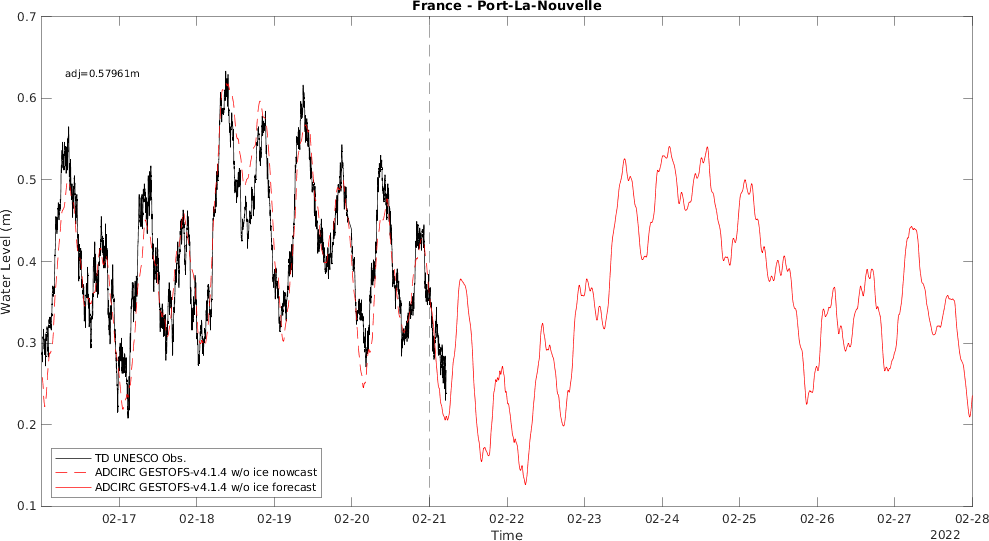 France - Port-La-Nouvelle
0.7
0.6
0.5
0.4
0.3
0.2
0.1
Water Level (m)
adj=0.57961m
TD UNESCO Obs.
ADCIRC GESTOFS-v4.1.4 w/o ice nowcast
ADCIRC GESTOFS-v4.1.4 w/o ice forecast
02-17 02-18 02-19 02-20 02-21 02-22 02-23 02-24 02-25 02-26 02-27 02-28
Time
2022